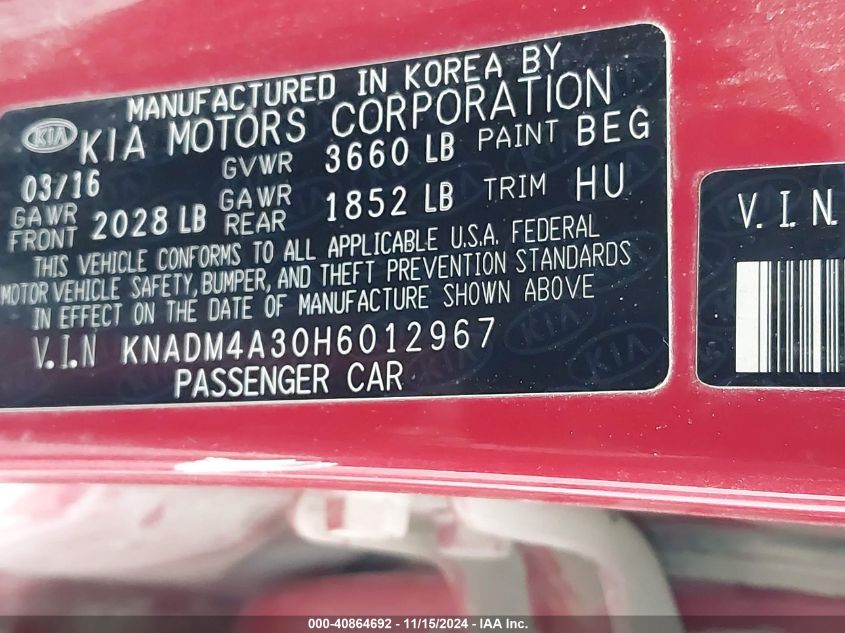 MANUFACTURED IN KOREA BY
KIA KIA MOTORS CORPORATION
03/16 GVWR 3660 LB PAINT BEG
GAWR FRONT 2028 LB GAWR REAR 1852 LB TRIM HU
THIS VEHICLE CONFORMS TO ALL APPLICABLE U.S.A. FEDERAL
MOTOR VEHICLE SAFETY, BUMPER, AND THEFT PREVENTION STANDARDS
IN EFFECT ON THE DATE OF MANUFACTURE SHOWN ABOVE
V.I.N KNADM4A30H6012967
PASSENGER CAR
V.I.N.
000-40864692 - 11/15/2024 - IAA Inc.